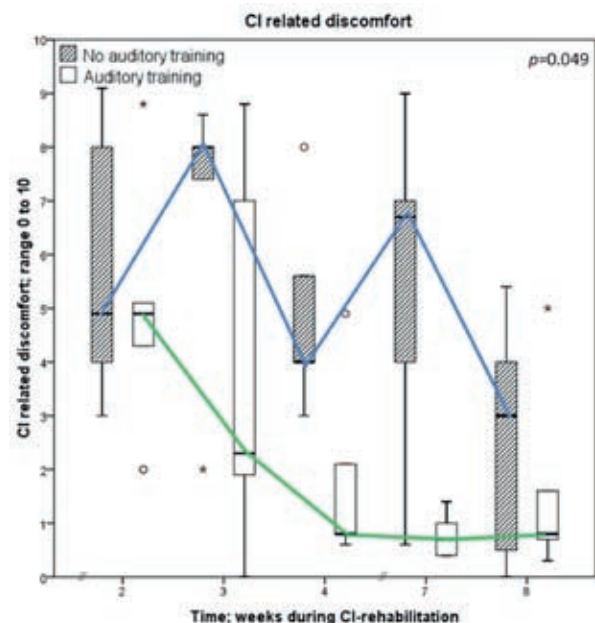 CI related discomfort
No auditory training
Auditory training
p=0.049
CI related discomfort; range 0 to 10
10
9
8
7
6
5
4
3
2
1
0
2 3 4 7 8
Time; weeks during CI-rehabilitation